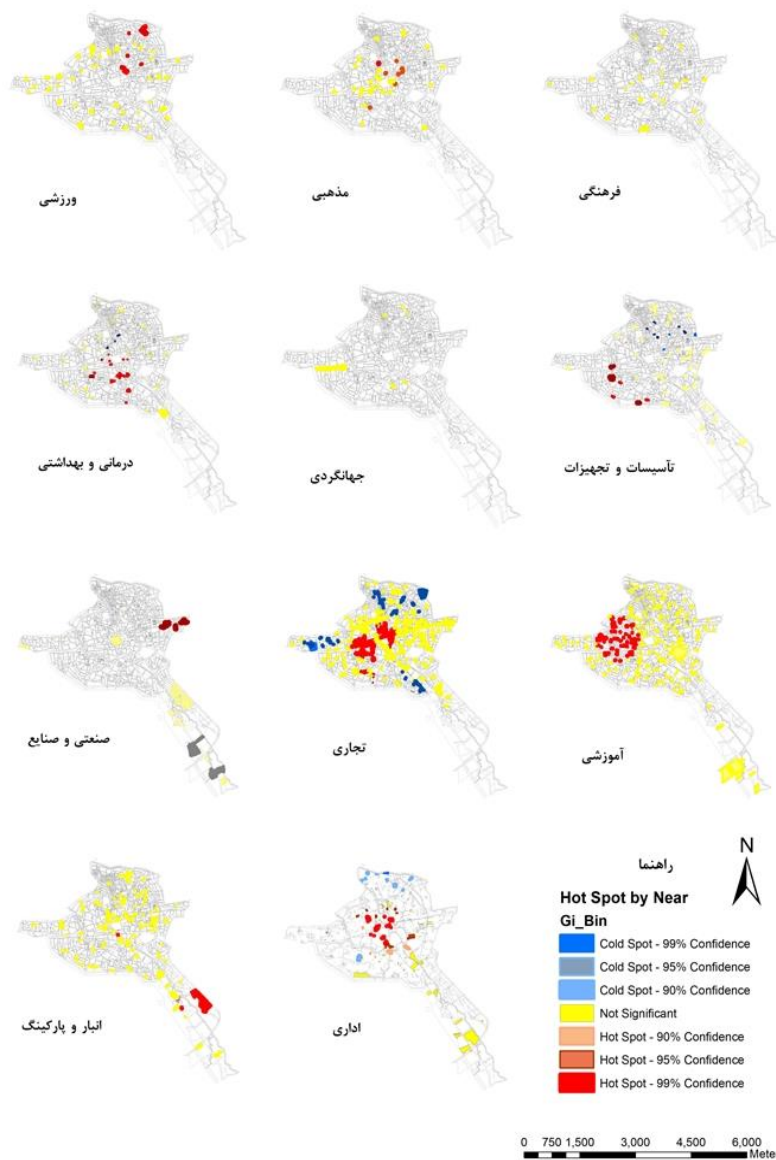 ورزشی
مذهبی
فرهنگی
درمانی و بهداشتی
جهانگردی
تآسیسات و تجهیزات
صنعتی و صنایع
تجاری
آموزشی
انبار و پارکینگ
اداری
راهنما
N
Hot Spot by Near
Gi_Bin
Cold Spot - 99% Confidence
Cold Spot - 95% Confidence
Cold Spot - 90% Confidence
Not Significant
Hot Spot - 90% Confidence
Hot Spot - 95% Confidence
Hot Spot - 99% Confidence
0 750 1,500 3,000 4,500 6,000
Mete